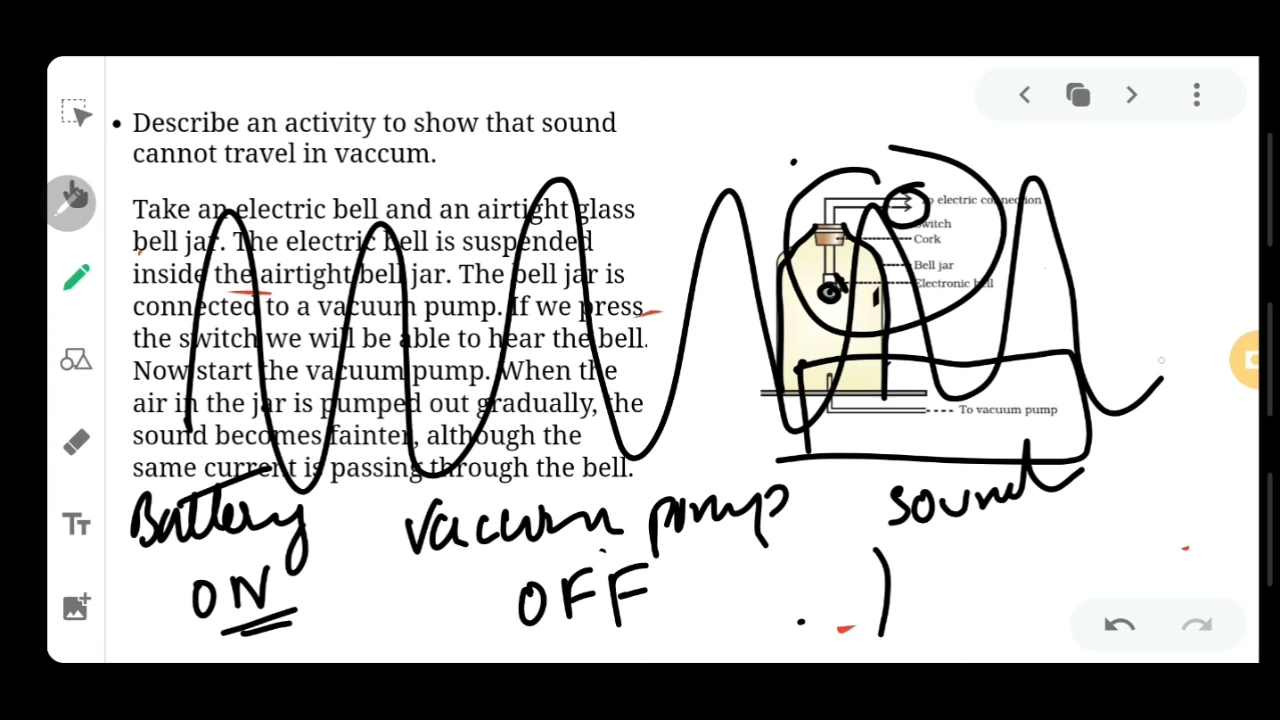 • Describe an activity to show that sound
cannot travel in vaccum.
Take an electric bell and an airtight glass
bell jar. The electric bell is suspended
inside the airtight bell jar. The bell jar is
connected to a vacuum pump. If we press
the switch we will be able to hear the bell.
Now start the vacuum pump. When the
air in the jar is pumped out gradually, the
sound becomes fainter, although the
same current is passing through the bell.
To electric connection
Switch
Cork
Bell jar
Electronic bell
To vacuum pump
Battery vacuum pump sound
ON OFF
Tт